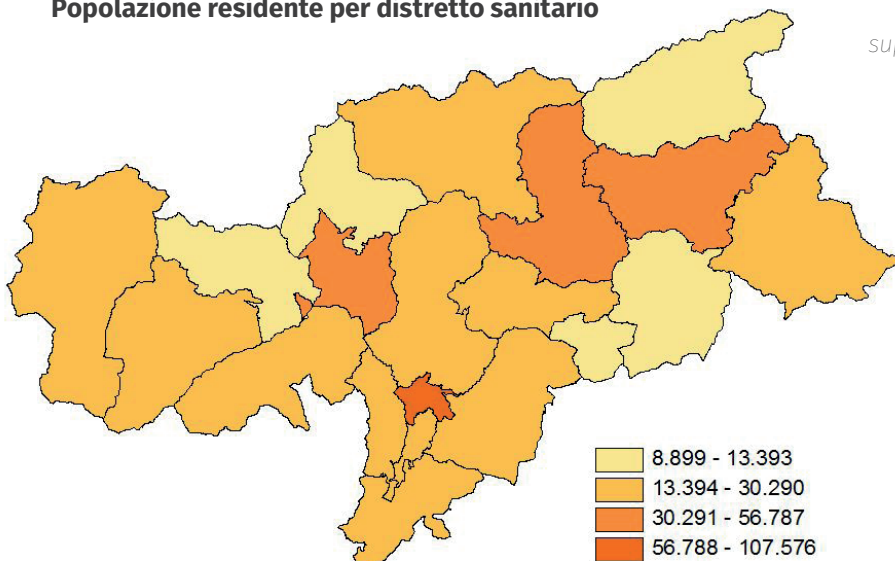 Popolazione residente per distretto sanitario
su
8.899 - 13.393
13.394 - 30.290
30.291 - 56.787
56.788 - 107.576